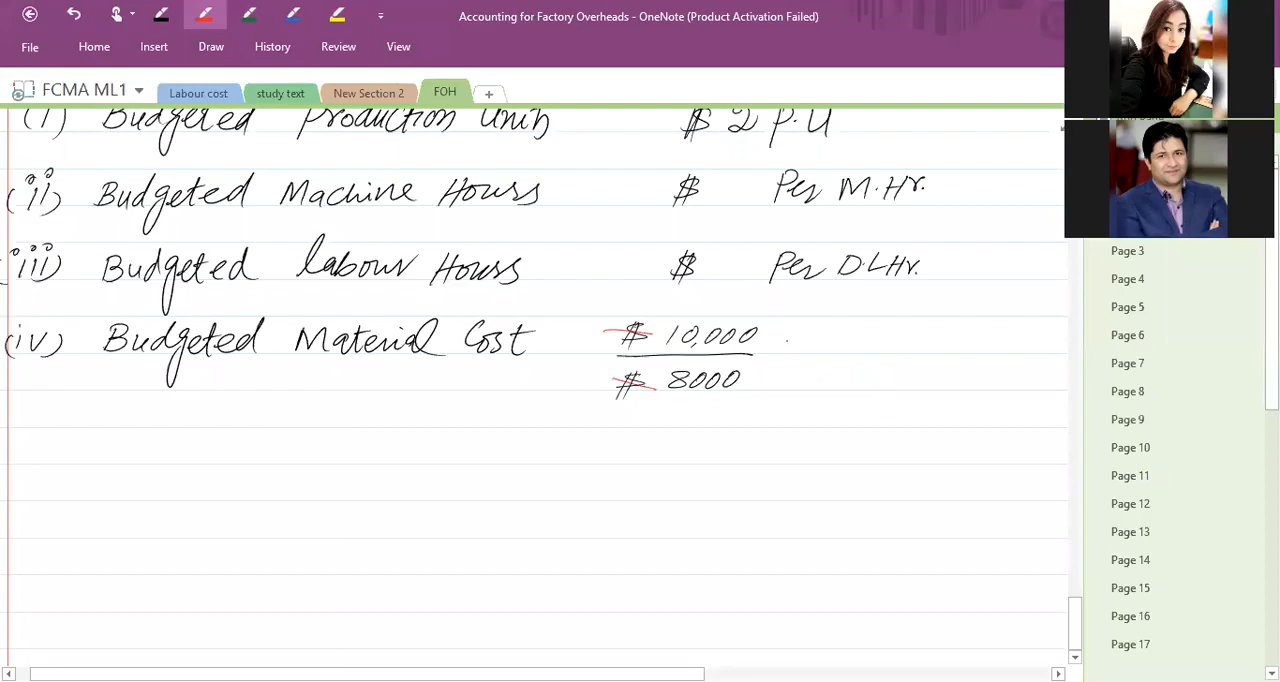 Accounting for Factory Overheads - OneNote (Product Activation Failed)
File Home Insert Draw History Review View
FCMA ML1 Labour cost study text New Section 2 FOH
(i) Budgeted Production Units $ 2 P.U
(ii) Budgeted Machine Hours $ Per M.Hr.
(iii) Budgeted labour Hours $ Per D.L Hr.
(iv) Budgeted Material Cost $ 10,000
$ 8000
Page 3
Page 4
Page 5
Page 6
Page 7
Page 8
Page 9
Page 10
Page 11
Page 12
Page 13
Page 14
Page 15
Page 16
Page 17